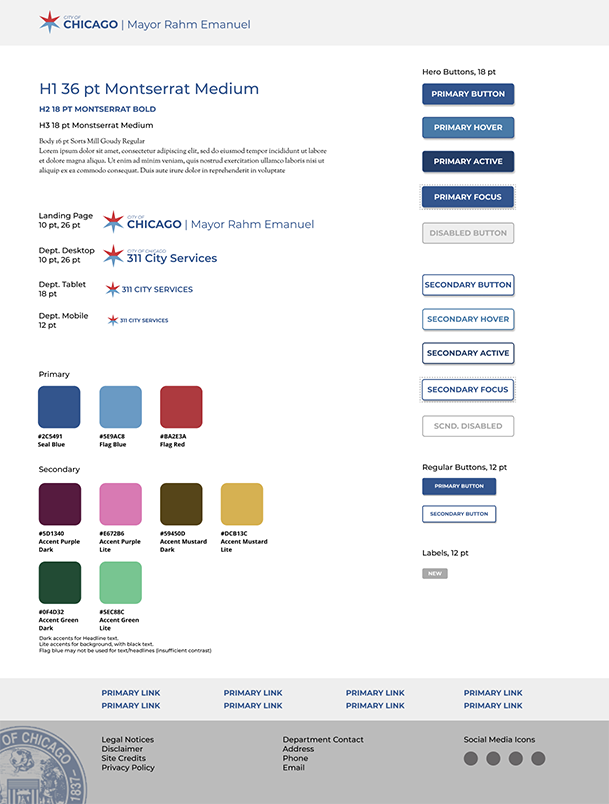 CITY OF
CHICAGO | Mayor Rahm Emanuel
H1 36 pt Montserrat Medium
H2 18 PT MONTSERRAT BOLD
H3 18 pt Monstserrat Medium
Body 16 pt Sorts Mill Goudy Regular
Lorem ipsum dolor sit amet, consectetur adipiscing elit, sed do eiusmod tempor incididunt ut labore
et dolore magna aliqua. Ut enim ad minim veniam, quis nostrud exercitation ullamco laboris nisi ut
aliquip ex ea commodo consequat. Duis aute irure dolor in reprehenderit in voluptate
Landing Page
10 pt, 26 pt
CITY OF
CHICAGO | Mayor Rahm Emanuel
Dept. Desktop
10 pt, 26 pt
CITY OF CHICAGO
311 City Services
Dept. Tablet
18 pt
311 CITY SERVICES
Dept. Mobile
12 pt
311 CITY SERVICES
Primary
#2C5491
Seal Blue
#5E9AC8
Flag Blue
#BA2E3A
Flag Red
Secondary
#5D1340
Accent Purple
Dark
#E672B6
Accent Purple
Lite
#59450D
Accent Mustard
Dark
#DCB13C
Accent Mustard
Lite
#0F4D32
Accent Green
Dark
#5EC88C
Accent Green
Lite
Dark accents for Headline text.
Lite accents for background, with black text.
Flag blue may not be used for text/headlines (insufficient contrast)
Hero Buttons, 18 pt
PRIMARY BUTTON
PRIMARY HOVER
PRIMARY ACTIVE
PRIMARY FOCUS
DISABLED BUTTON
SECONDARY BUTTON
SECONDARY HOVER
SECONDARY ACTIVE
SECONDARY FOCUS
SCND. DISABLED
Regular Buttons, 12 pt
PRIMARY BUTTON
SECONDARY BUTTON
Labels, 12 pt
NEW
PRIMARY LINK PRIMARY LINK PRIMARY LINK PRIMARY LINK
PRIMARY LINK PRIMARY LINK PRIMARY LINK PRIMARY LINK
OF CHICAGO
1837
Legal Notices
Disclaimer
Site Credits
Privacy Policy
Department Contact
Address
Phone
Email
Social Media Icons